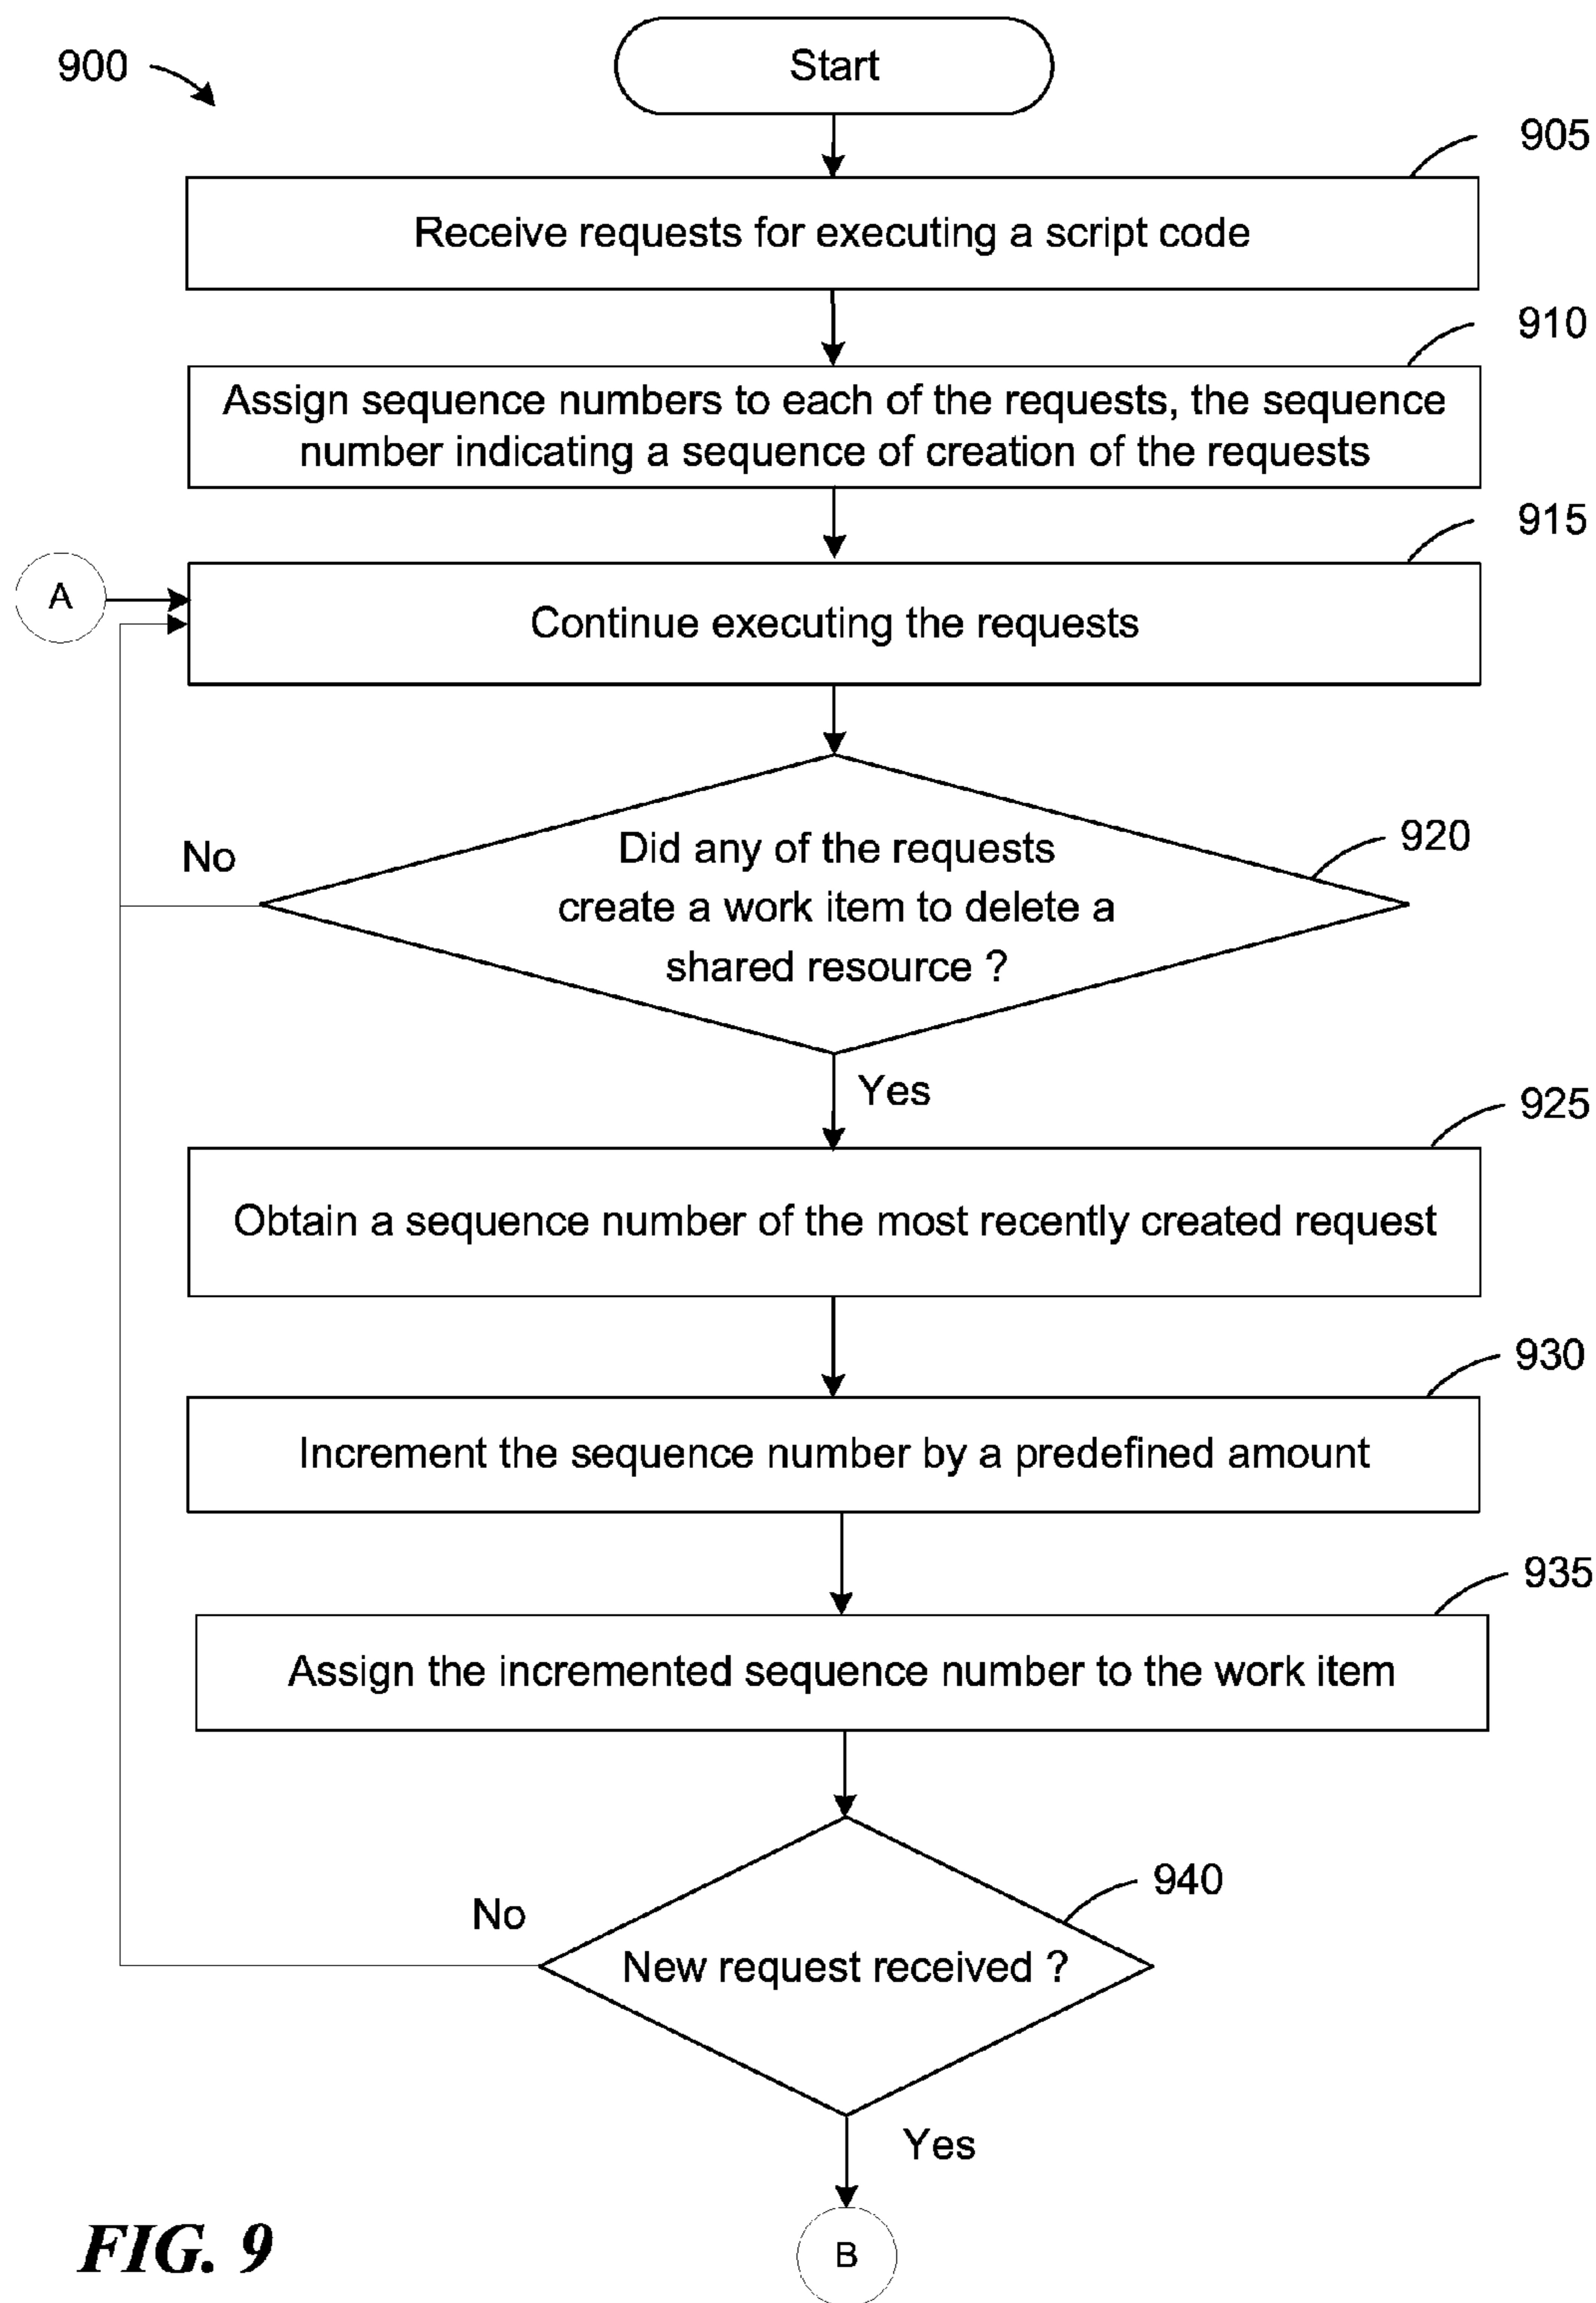 900
Start
905
Receive requests for executing a script code
910
Assign sequence numbers to each of the requests, the sequence
number indicating a sequence of creation of the requests
915
A
Continue executing the requests
920
No
Did any of the requests
create a work item to delete a
shared resource ?
Yes
925
Obtain a sequence number of the most recently created request
930
Increment the sequence number by a predefined amount
935
Assign the incremented sequence number to the work item
940
No
New request received ?
Yes
B
FIG. 9